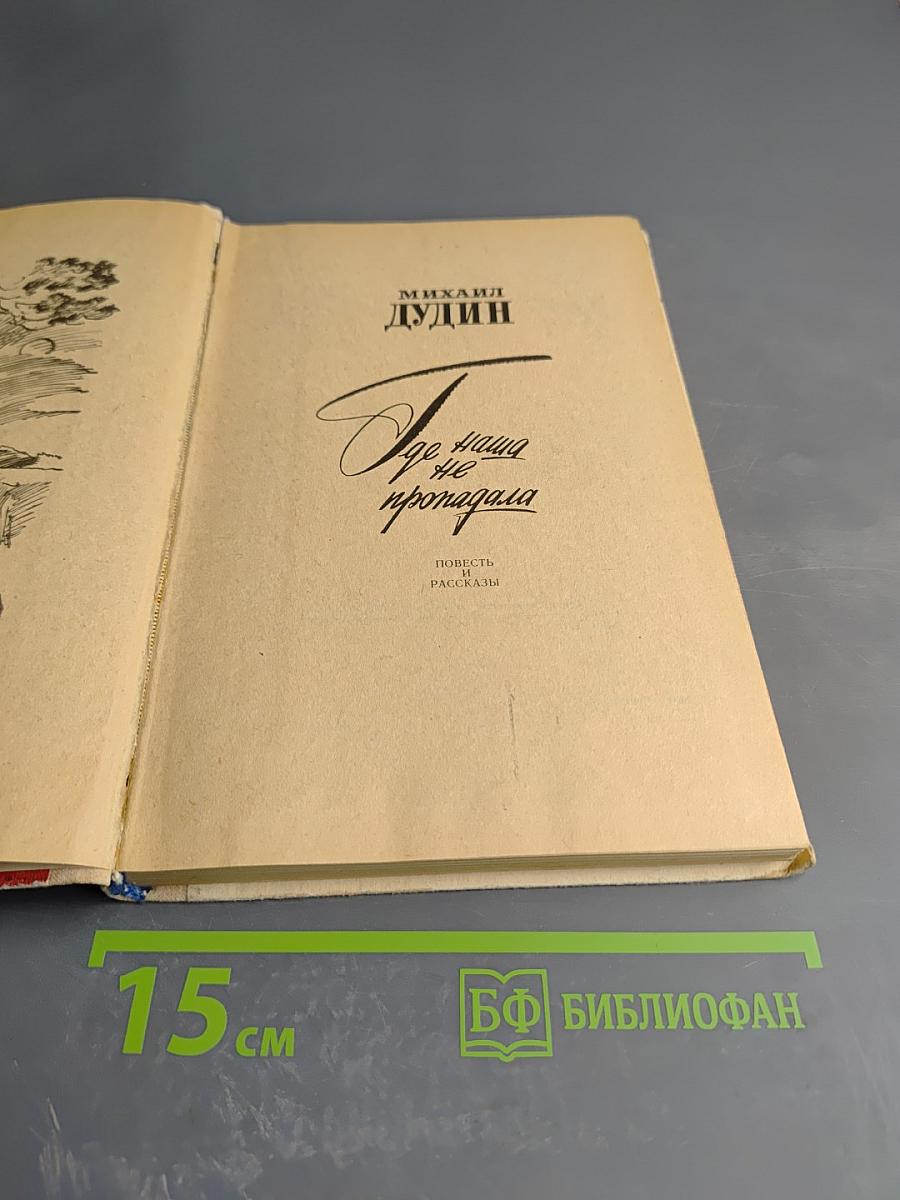 МИХАИЛ
ДУДИН
Где наша
не
пропадала
ПОВЕСТЬ
И
РАССКАЗЫ
15 см
БФ БИБЛИОФАН